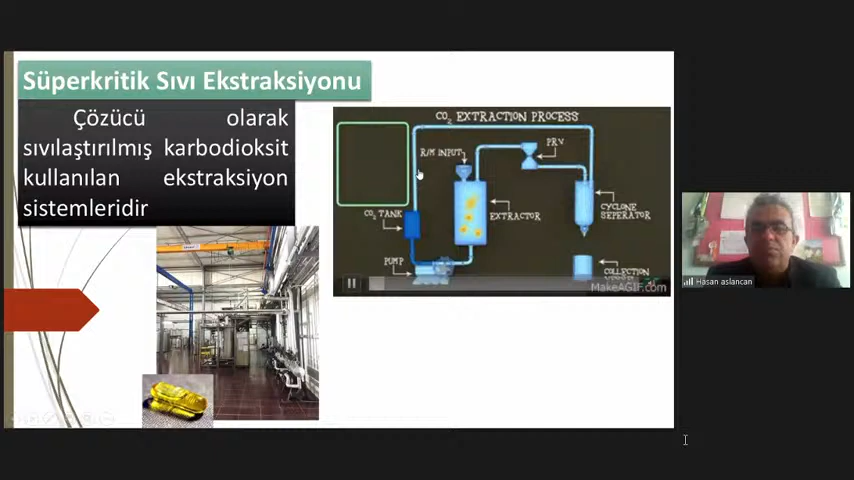 Süperkritik Sıvı Ekstraksiyonu
Çözücü olarak
sıvılaştırılmış karbodioksit
kullanılan ekstraksiyon
sistemleridir
CO2 EXTRACTION PROCESS
R/M INPUT
PRV
CO2 TANK
EXTRACTOR
CYCLONE
SEPERATOR
PUMP
COLLECTION
MakeAGIF.com
Hasan aslancan